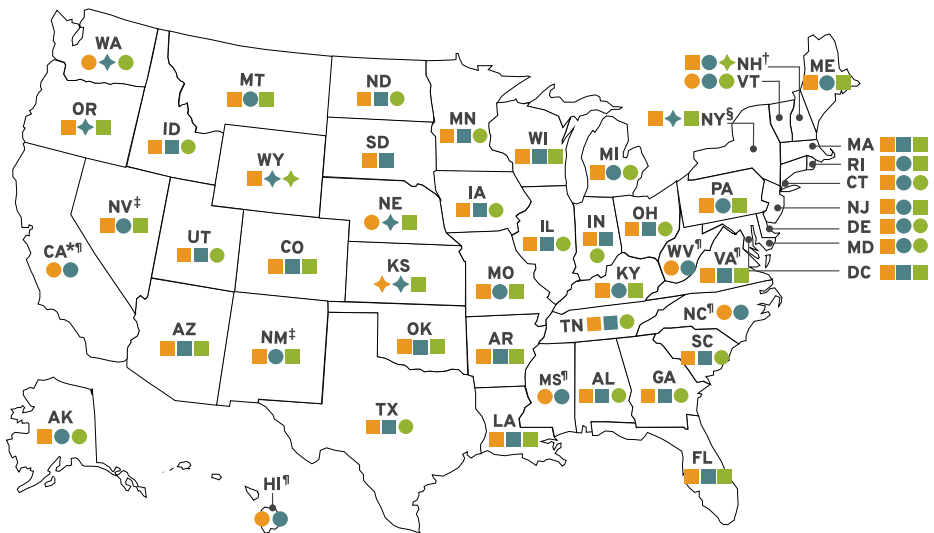 WA
NH†
VT
ME
MT
ND
OR
MN
NY§
ID
WI
SD
MI
MA
WY
RI
CT
IA
PA
NV‡
NE
NJ
IL
IN
OH
DE
UT
CO
MD
CA*¶
WV¶
VA¶
KS
MO
KY
DC
NC¶
TN
AZ
NM‡
OK
AR
SC
MS¶
AL
GA
TX
AK
LA
FL
HI¶